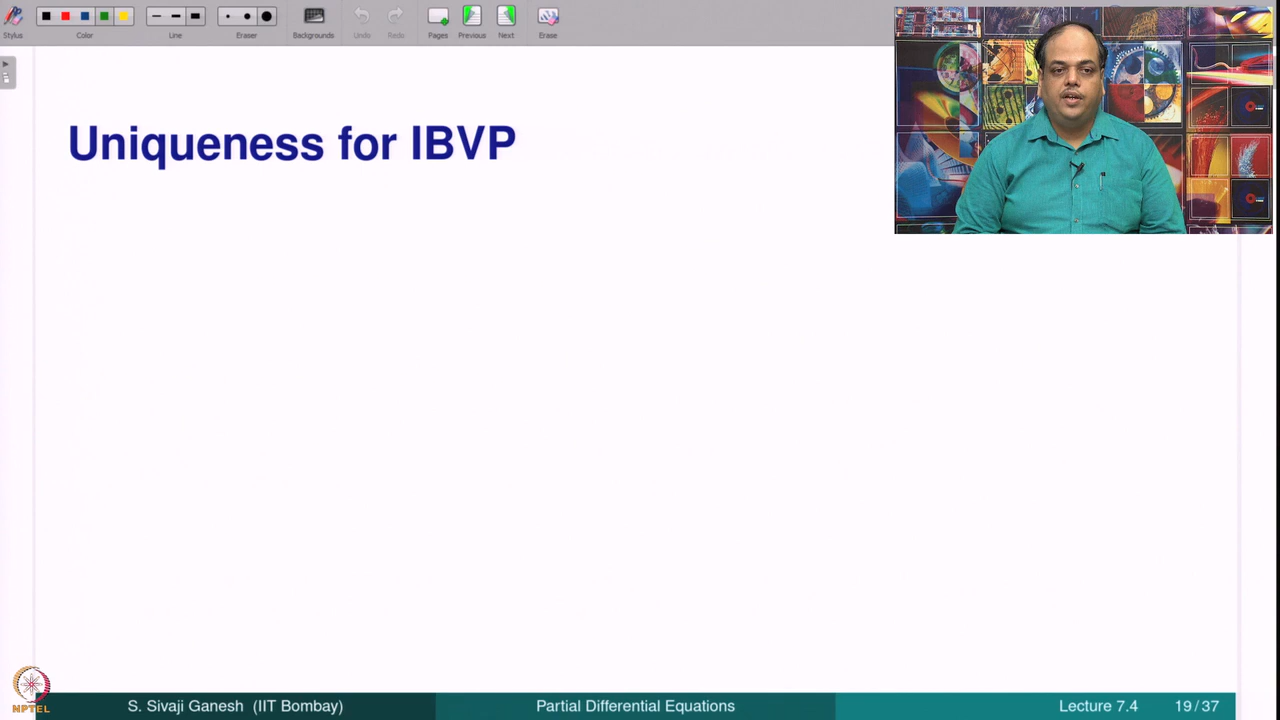 Stylus
Color
Line
Eraser
Backgrounds
Undo
Redo
Pages
Previous
Next
Erase
Uniqueness for IBVP
NPTEL
S. Sivaji Ganesh (IIT Bombay)
Partial Differential Equations
Lecture 7.4
19 / 37